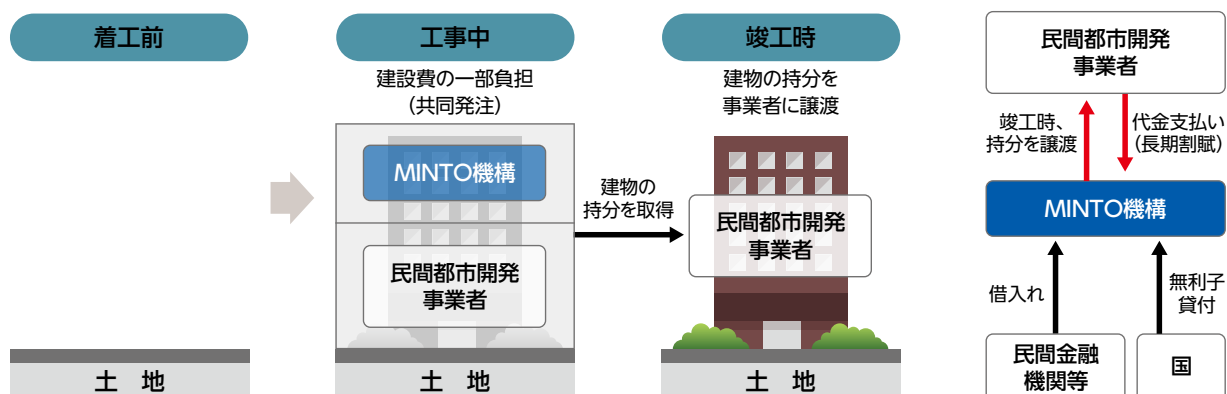 着工前
土 地
工事中
建設費の一部負担
（共同発注）
MINTO機構
民間都市開発
事業者
土 地
建物の
持分を取得
竣工時
建物の持分を
事業者に譲渡
民間都市開発
事業者
土 地
民間都市開発
事業者
竣工時、
持分を譲渡
代金支払い
（長期割賦）
MINTO機構
借入れ
無利子
貸付
民間金融
機関等
国